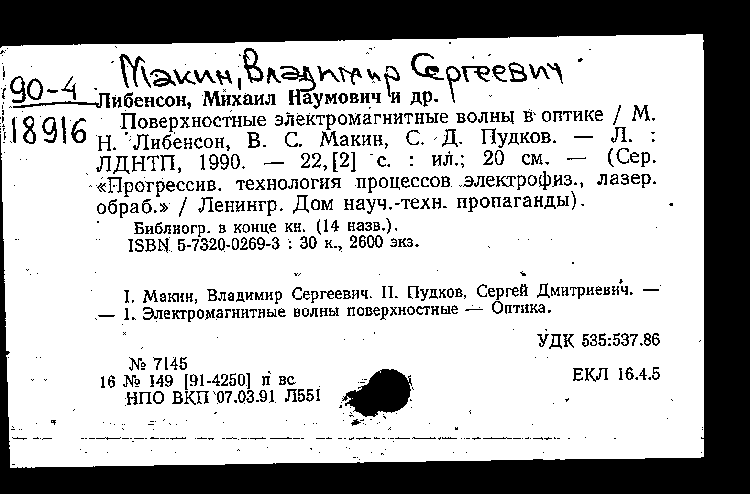 Макин, Владимир Сергеевич
90-4
18916
Либенсон, Михаил Наумович и др.
Поверхностные электромагнитные волны в оптике / М.
Н. Либенсон, В. С. Макин, С. Д. Пудков. — Л. :
ЛДНТП, 1990. — 22,[2] с. : ил.; 20 см. — (Сер.
«Прогрессив. технология процессов электрофиз., лазер.
обраб.» / Ленингр. Дом науч.-техн. пропаганды).
Библиогр. в конце кн. (14 назв.).
ISBN 5-7320-0269-3 : 30 к., 2600 экз.
I. Макин, Владимир Сергеевич. II. Пудков, Сергей Дмитриевич. —
— 1. Электромагнитные волны поверхностные — Оптика.
УДК 535:537.86
№ 7145
16 № 149 [91-4250] п вс
ЕКЛ 16.4.5
НПО ВКП 07.03.91 Л551